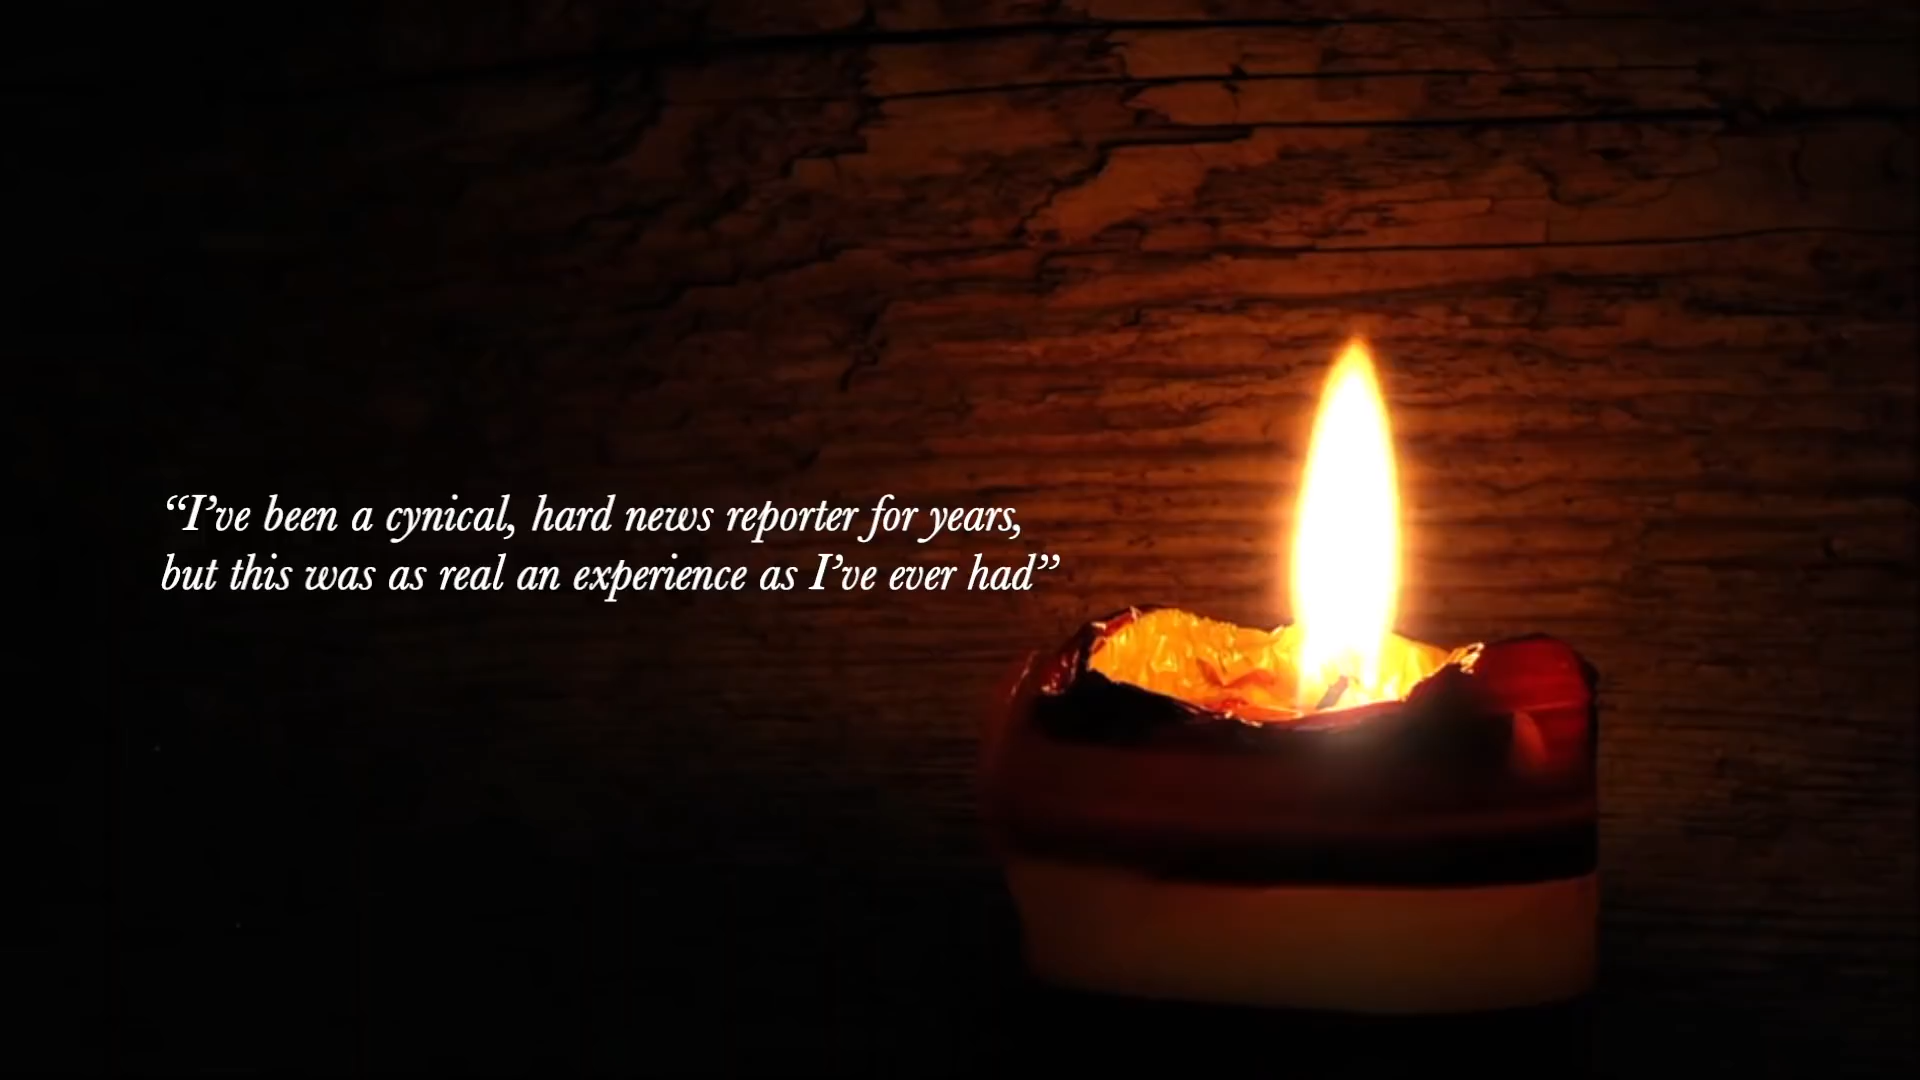 “I’ve been a cynical, hard news reporter for years,
but this was as real an experience as I’ve ever had”